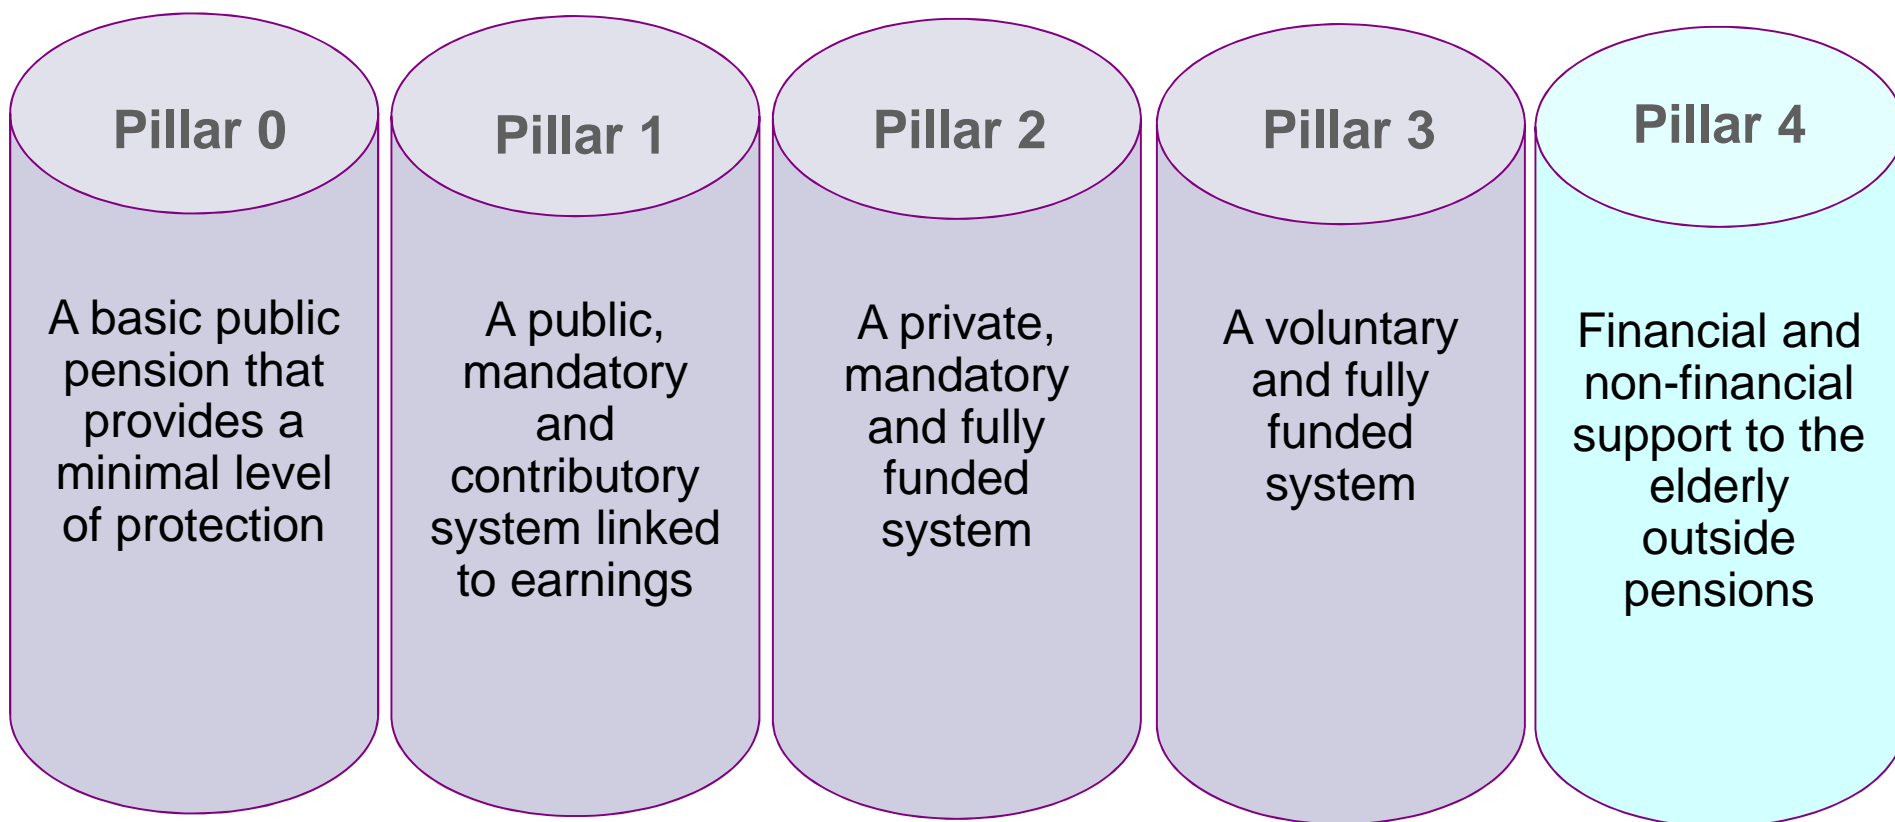 Pillar 0
A basic public
pension that
provides a
minimal level
of protection
Pillar 1
A public,
mandatory
and
contributory
system linked
to earnings
Pillar 2
A private,
mandatory
and fully
funded
system
Pillar 3
A voluntary
and fully
funded
system
Pillar 4
Financial and
non-financial
support to the
elderly
outside
pensions